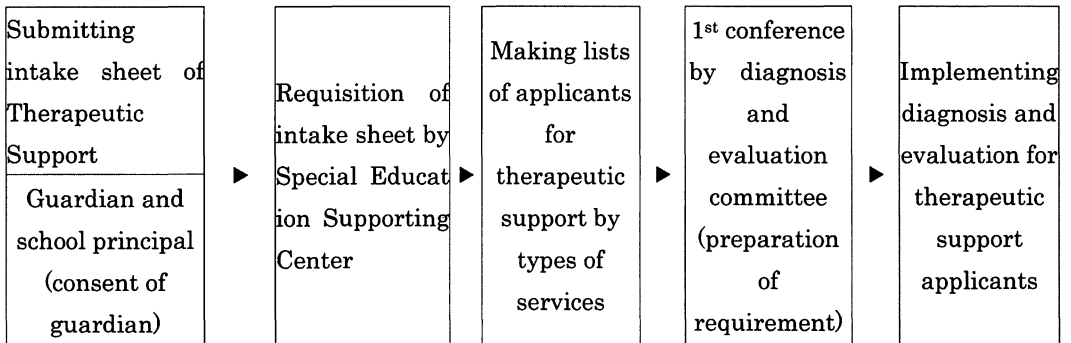 Submitting
intake sheet of
Therapeutic
Support
Guardian and
school principal
(consent of
guardian)
▶
Requisition of
intake sheet by
Special Educat
ion Supporting
Center
▶
Making lists
of applicants
for
therapeutic
support by
types of
services
▶
1st conference
by diagnosis
and
evaluation
committee
(preparation
of
requirement)
▶
Implementing
diagnosis and
evaluation for
therapeutic
support
applicants